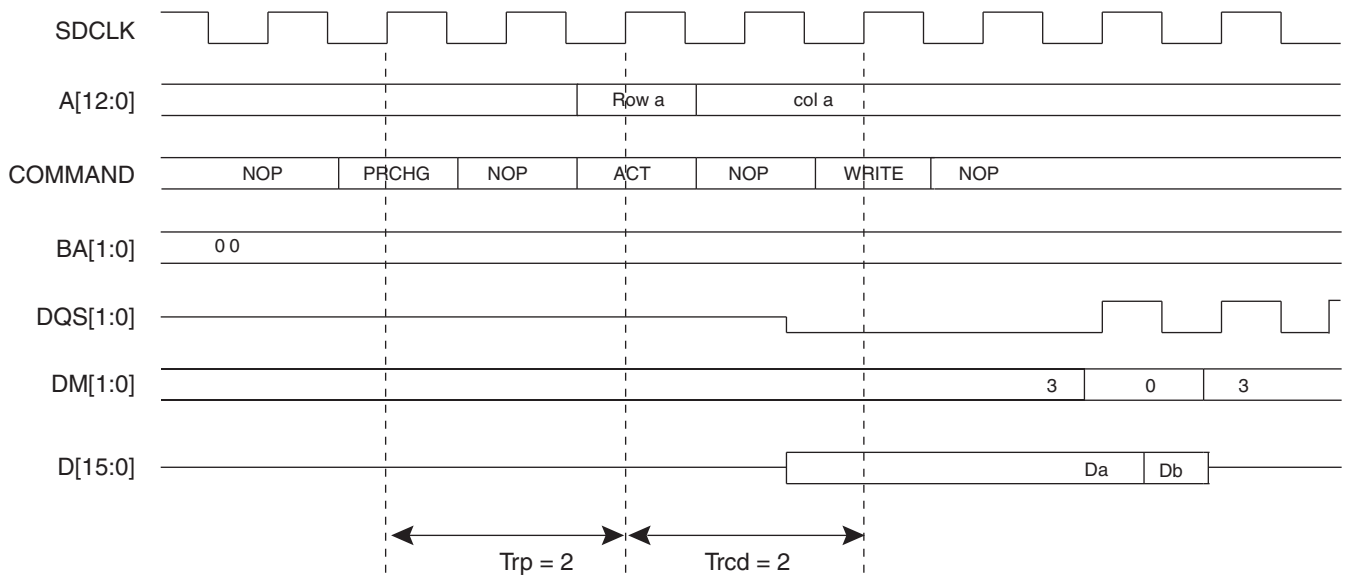 SDCLK
A[12:0] Row a col a
COMMAND NOP PRCHG NOP ACT NOP WRITE NOP
BA[1:0] 0 0
DQS[1:0]
DM[1:0] 3 0 3
D[15:0] Da Db
Trp = 2 Trcd = 2